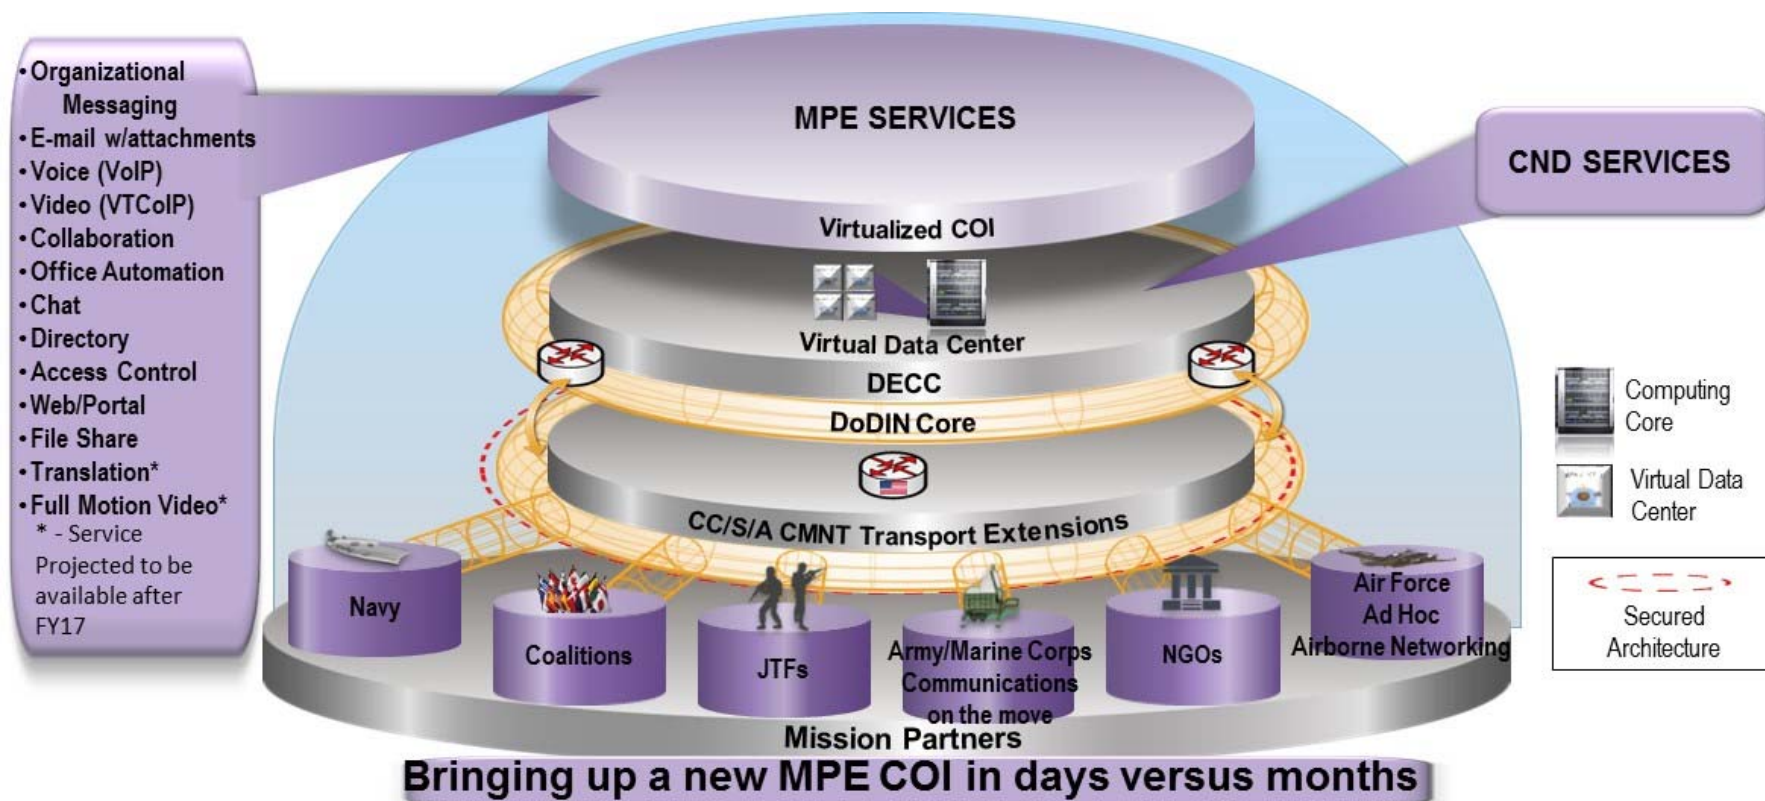 • Organizational
Messaging
• E-mail w/attachments
• Voice (VoIP)
• Video (VTCoIP)
• Collaboration
• Office Automation
• Chat
• Directory
• Access Control
• Web/Portal
• File Share
• Translation*
• Full Motion Video*
* - Service
Projected to be
available after
FY17
MPE SERVICES
CND SERVICES
Virtualized COI
Virtual Data Center
DECC
DoDIN Core
CC/S/A CMNT Transport Extensions
Computing
Core
Virtual Data
Center
Secured
Architecture
Navy
Coalitions
JTFs
Army/Marine Corps
Communications
on the move
NGOs
Air Force
Ad Hoc
Airborne Networking
Mission Partners
Bringing up a new MPE COI in days versus months